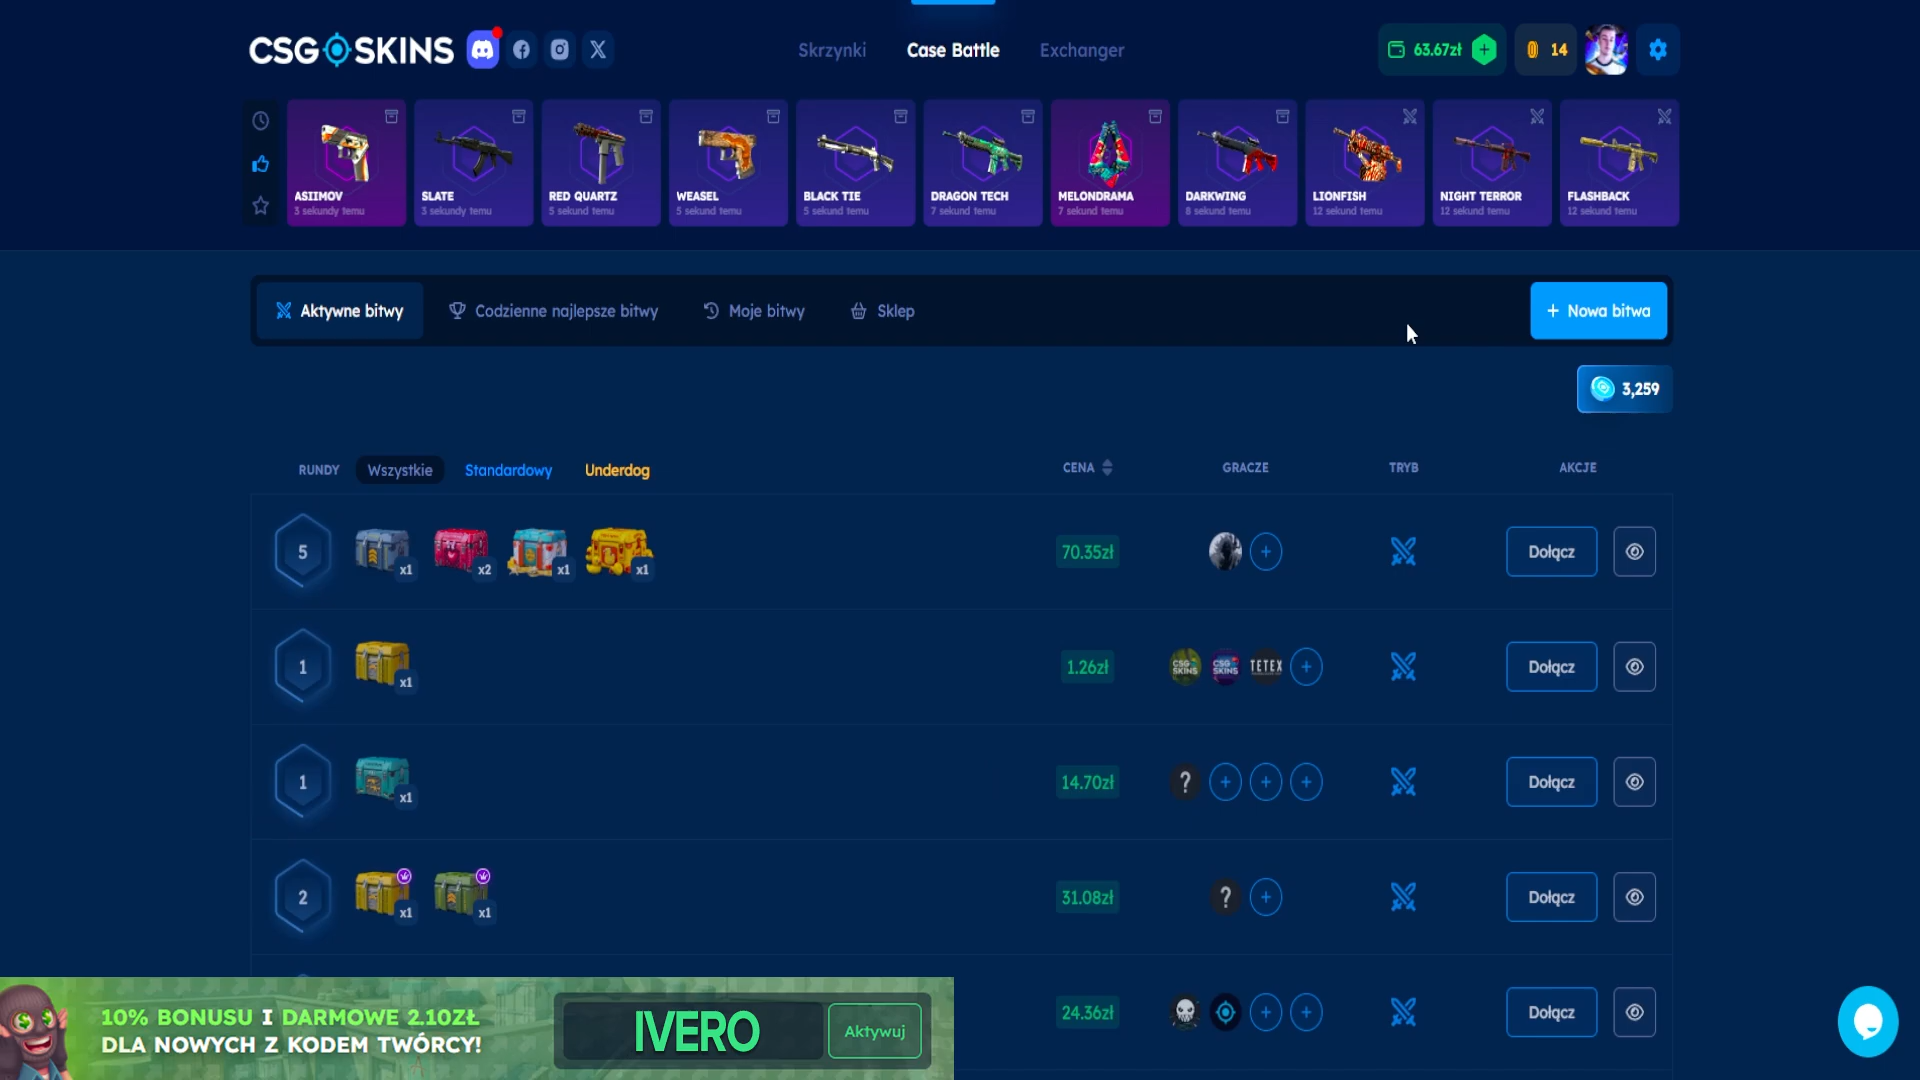 CSGOSKINS
Skrzynki
Case Battle
Exchanger
63.67zł
14
ASIIMOV
3 sekundy temu
SLATE
3 sekundy temu
RED QUARTZ
5 sekund temu
WEASEL
5 sekund temu
BLACK TIE
5 sekund temu
DRAGON TECH
7 sekund temu
MELONDRAMA
7 sekund temu
DARKWING
8 sekund temu
LIONFISH
12 sekund temu
NIGHT TERROR
12 sekund temu
FLASHBACK
12 sekund temu
Aktywne bitwy
Codzienne najlepsze bitwy
Moje bitwy
Sklep
+ Nowa bitwa
3,259
RUNDY
Wszystkie
Standardowy
Underdog
CENA
GRACZE
TRYB
AKCJE
5
x1
x2
x1
x1
70.35zł
Dołącz
1
x1
1.26zł
CSG SKINS
CSG SKINS
TETEX
Dołącz
1
x1
14.70zł
?
Dołącz
2
x1
x1
31.08zł
?
Dołącz
24.36zł
Dołącz
10% BONUSU I DARMOWE 2.10ZŁ
DLA NOWYCH Z KODEM TWÓRCY!
IVERO
Aktywuj